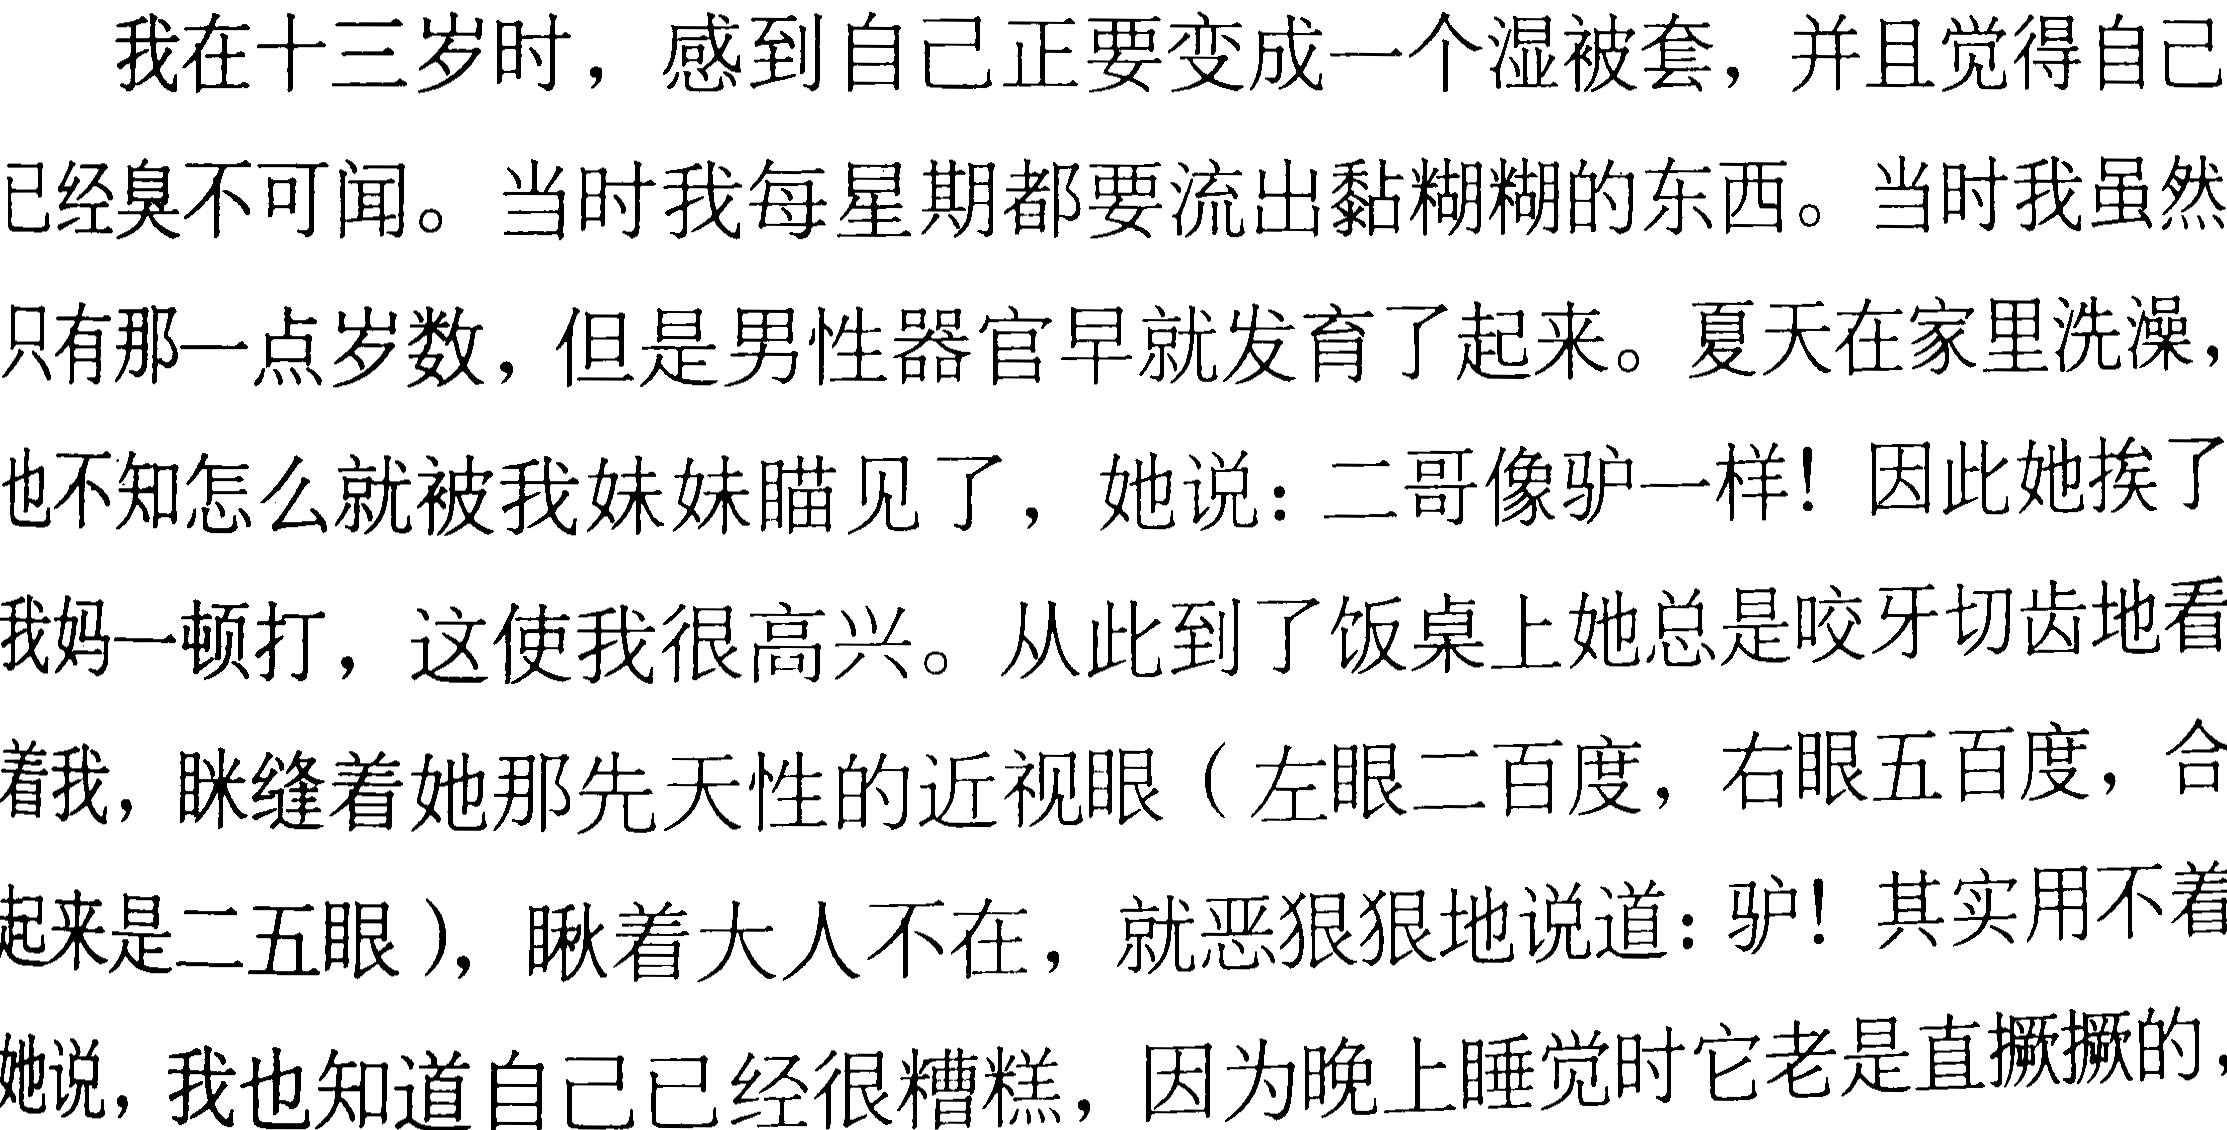 我在十三岁时，感到自己正要变成一个湿被套，并且觉得自己
已经臭不可闻。当时我每星期都要流出黏糊糊的东西。当时我虽然
只有那一点岁数，但是男性器官早就发育了起来。夏天在家里洗澡，
也不知怎么就被我妹妹瞄见了，她说：二哥像驴一样！因此她挨了
我妈一顿打，这使我很高兴。从此到了饭桌上她总是咬牙切齿地看
着我，眯缝着她那先天性的近视眼（左眼二百度，右眼五百度，合
起来是二五眼），瞅着大人不在，就恶狠狠地说道：驴！其实用不着
她说，我也知道自己已经很糟糕，因为晚上睡觉时它老是直撅撅的，